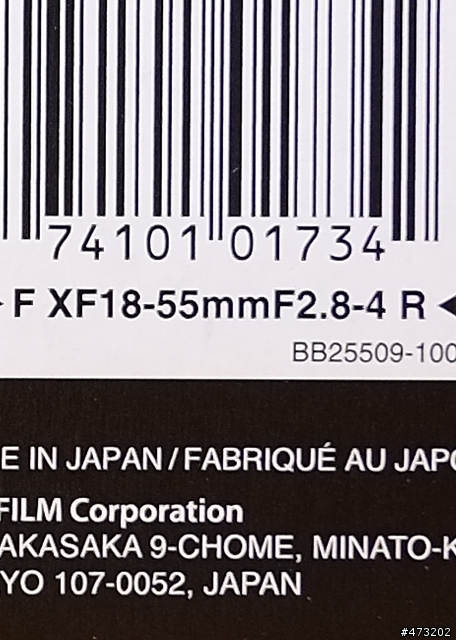 74101 01734
F XF18-55mmF2.8-4 R
BB25509-100
E IN JAPAN / FABRIQUÉ AU JAPO
FILM Corporation
AKASAKA 9-CHOME, MINATO-K
YO 107-0052, JAPAN
#473202